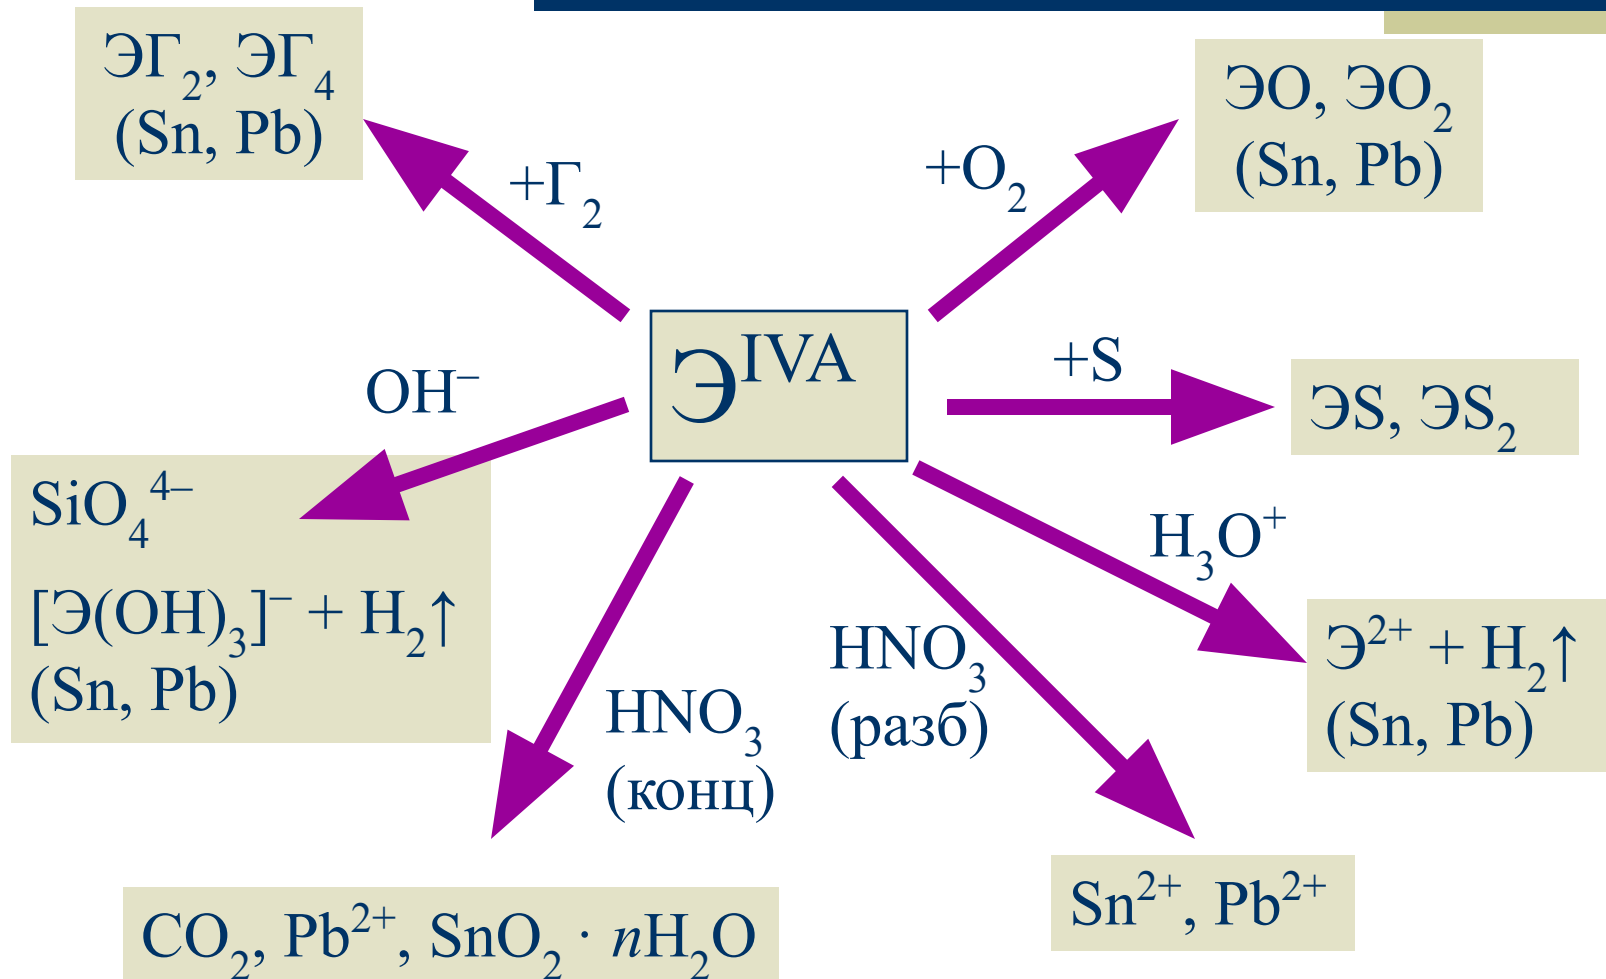 ЭГ₂, ЭГ₄
(Sn, Pb)
+Г₂
+O₂
ЭO, ЭO₂
(Sn, Pb)
Э^IVA
+S
ЭS, ЭS₂
OH⁻
SiO₄⁴⁻
[Э(OH)₃]⁻ + H₂↑
(Sn, Pb)
H₃O⁺
Э²⁺ + H₂↑
(Sn, Pb)
HNO₃
(конц)
HNO₃
(разб)
CO₂, Pb²⁺, SnO₂ · nH₂O
Sn²⁺, Pb²⁺